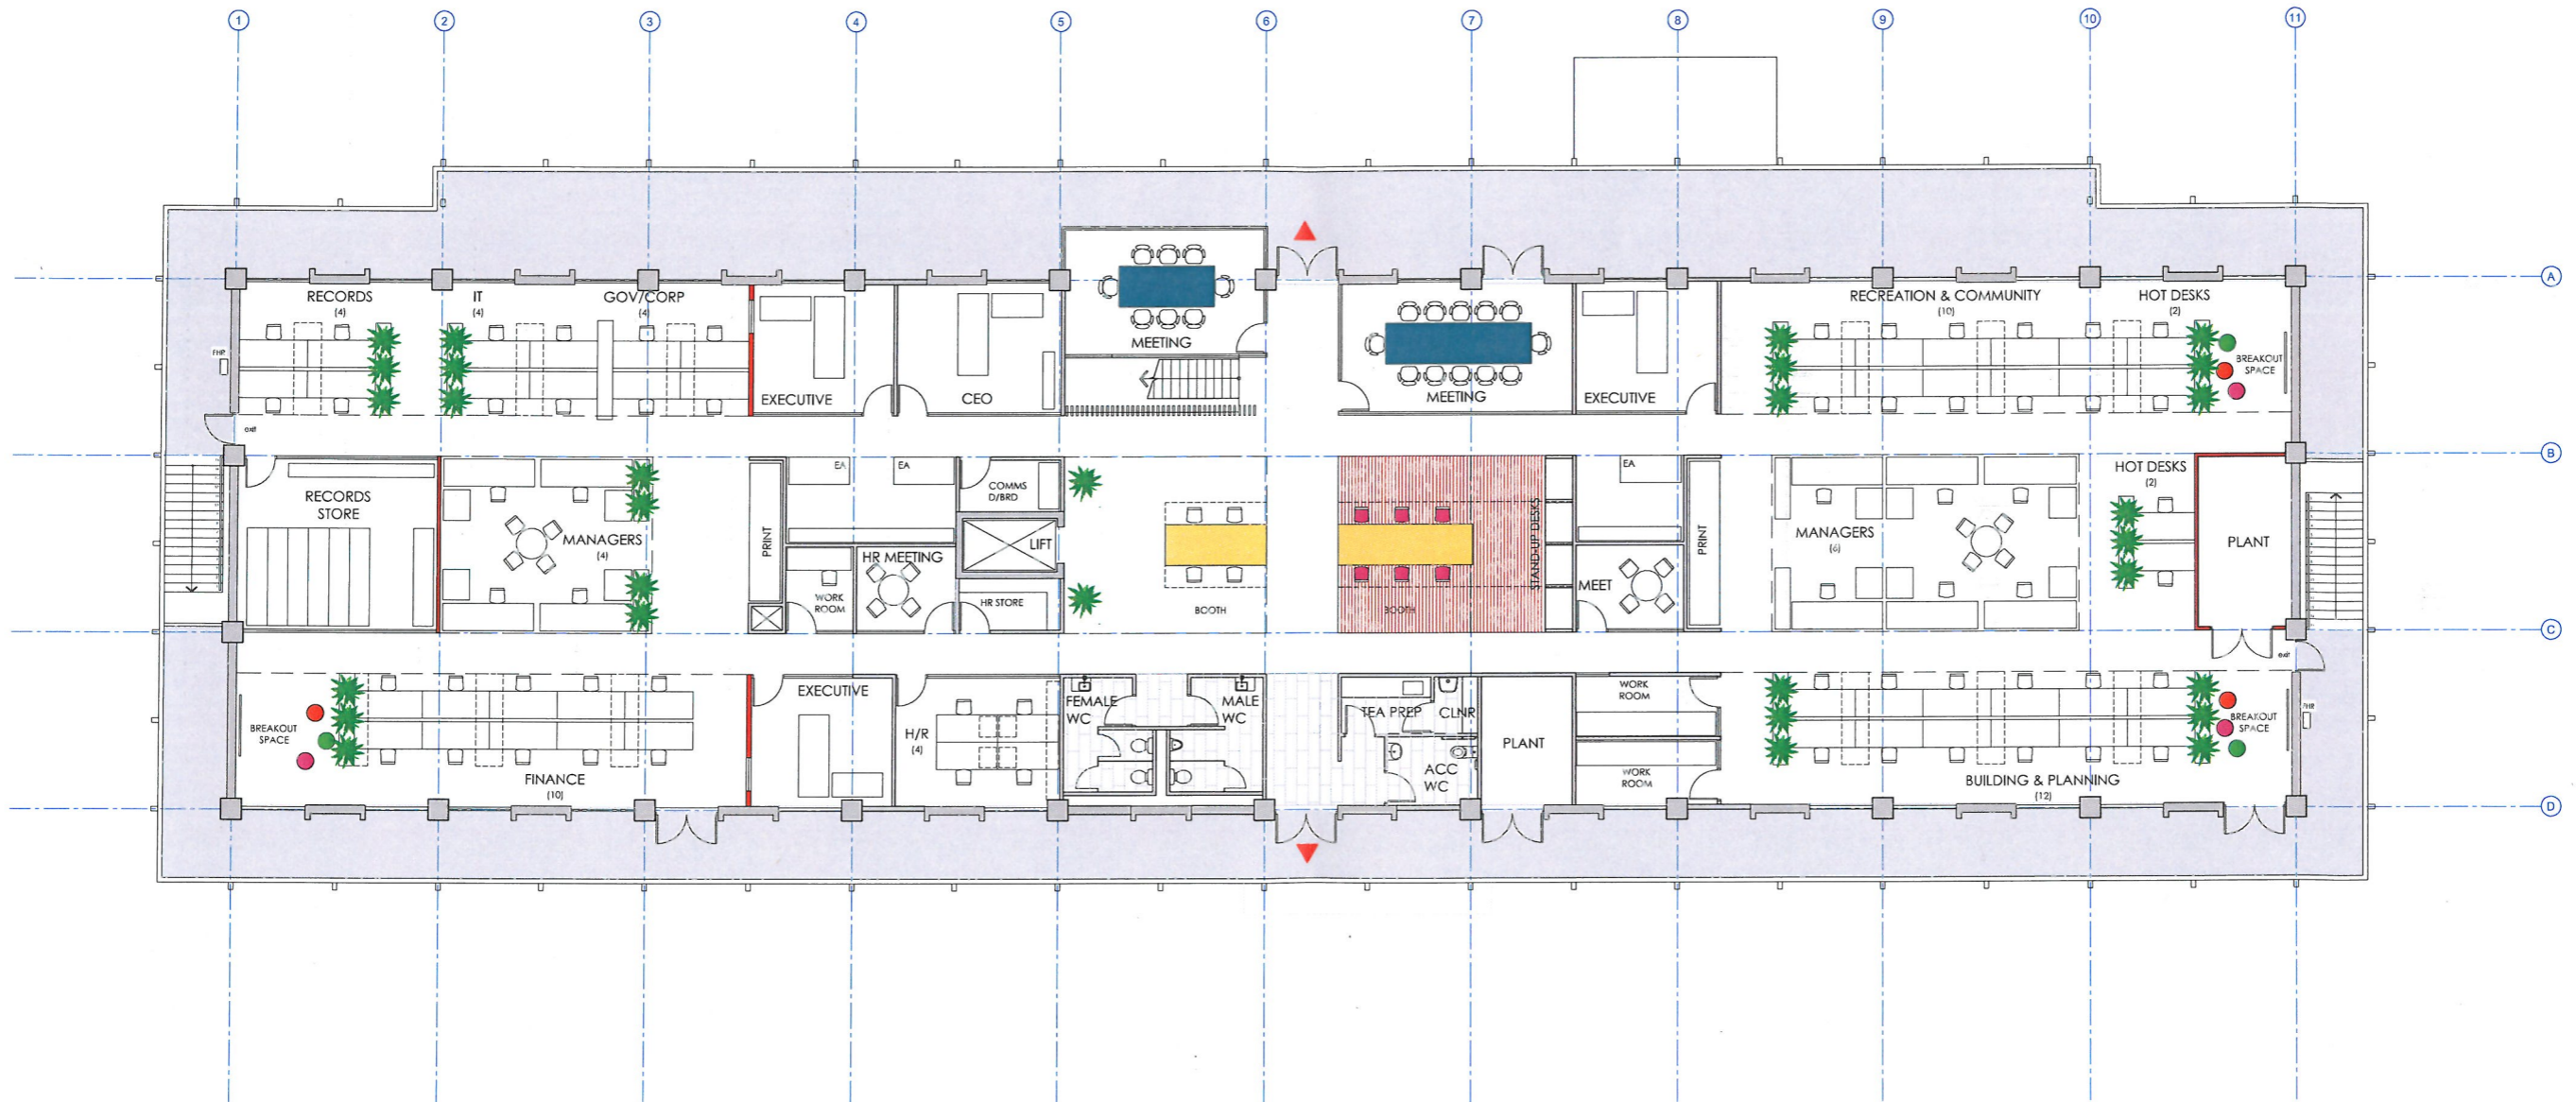 1 2 3 4 5 6 7 8 9 10 11
A
RECORDS
(4)
IT
(4)
GOV/CORP
(4)
EXECUTIVE
CEO
MEETING
MEETING
EXECUTIVE
RECREATION & COMMUNITY
(10)
HOT DESKS
(2)
BREAKOUT
SPACE
FHR
exit
B
RECORDS
STORE
MANAGERS
(4)
PRINT
EA
EA
WORK
ROOM
HR MEETING
COMMS
D/BRD
LIFT
HR STORE
BOOTH
BOOTH
STAND-UP DESKS
EA
MEET
PRINT
MANAGERS
(6)
HOT DESKS
(2)
PLANT
C
exit
BREAKOUT
SPACE
FINANCE
(10)
EXECUTIVE
H/R
(4)
FEMALE
WC
MALE
WC
TEA PREP
CLNR
ACC
WC
PLANT
WORK
ROOM
WORK
ROOM
BUILDING & PLANNING
(12)
BREAKOUT
SPACE
FHR
D